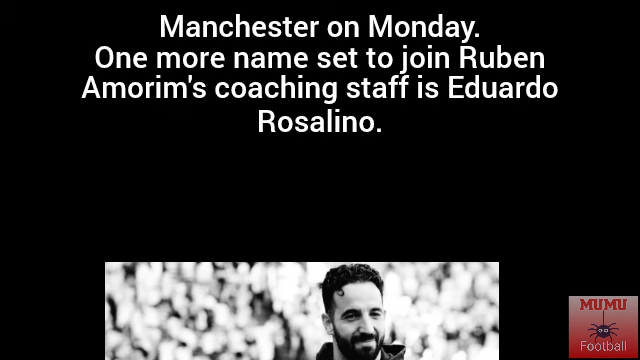 Manchester on Monday.
One more name set to join Ruben
Amorim's coaching staff is Eduardo
Rosalino.
MUMU
Football